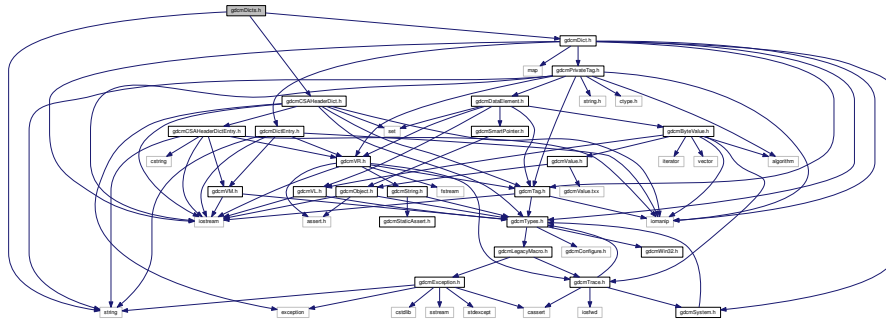 gdcmDicts.h
gdcmDict.h
map
gdcmPrivateTag.h
string.h
ctype.h
gdcmCSAHeaderDict.h
gdcmDataElement.h
gdcmCSAHeaderDictEntry.h
gdcmDictEntry.h
set
gdcmSmartPointer.h
gdcmByteValue.h
cstring
gdcmVR.h
gdcmValue.h
iterator
vector
algorithm
gdcmVM.h
gdcmVL.h
gdcmObject.h
gdcmString.h
fstream
gdcmTag.h
gdcmValue.txx
iostream
assert.h
gdcmStaticAssert.h
gdcmTypes.h
iomanip
gdcmLegacyMacro.h
gdcmConfigure.h
gdcmWin32.h
gdcmException.h
gdcmTrace.h
string
exception
cstdlib
sstream
stdexcept
cassert
iosfwd
gdcmSystem.h